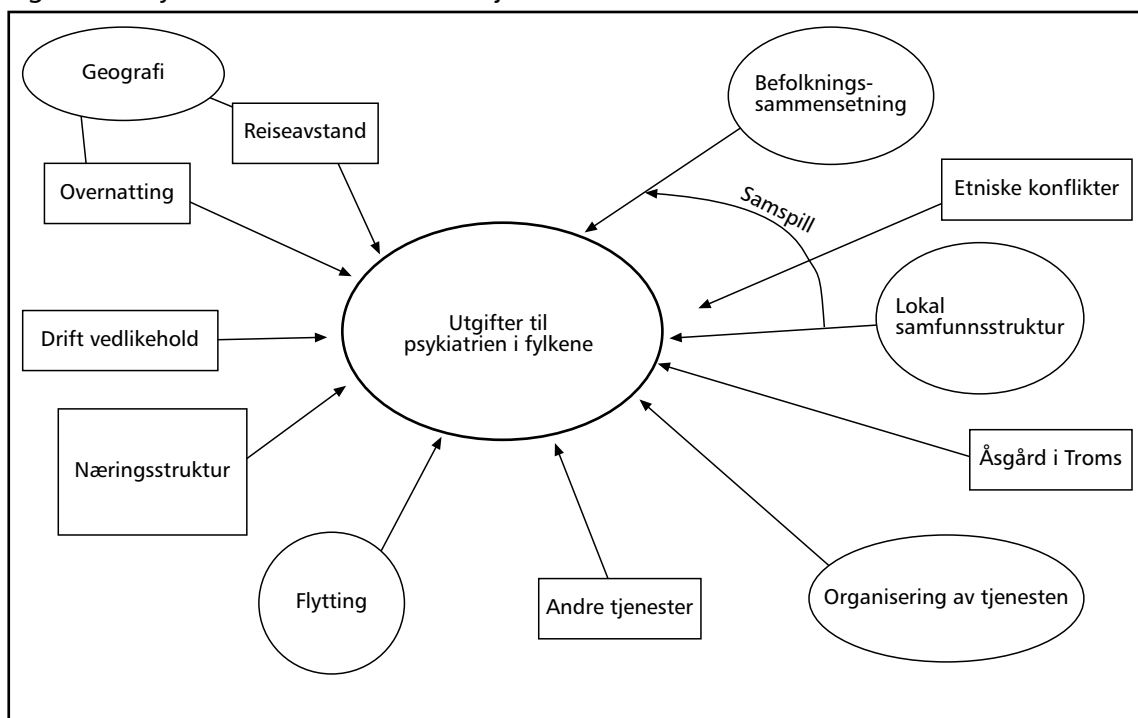 Geografi
Befolknings-
sammensetning
Reiseavstand
Overnatting
Etniske konflikter
Samspill
Lokal
samfunnsstruktur
Utgifter til
psykiatrien i fylkene
Drift vedlikehold
Næringsstruktur
Åsgård i Troms
Flytting
Andre tjenester
Organisering av tjenesten